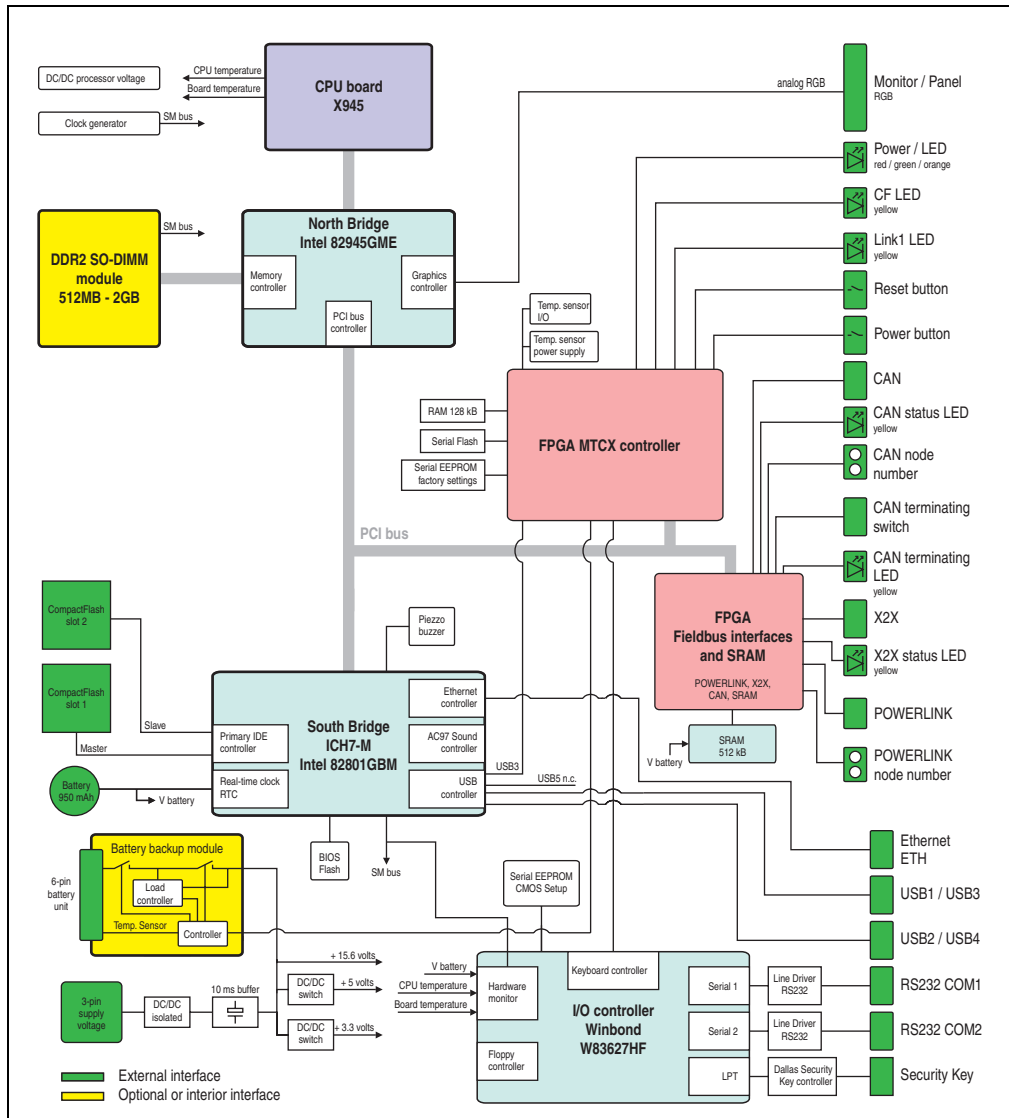 DC/DC processor voltage
CPU temperature
Board temperature
Clock generator
SM bus
CPU board
X945
analog RGB
Monitor / Panel
RGB
Power / LED
red / green / orange
CF LED
yellow
Link1 LED
yellow
Reset button
Power button
CAN
CAN status LED
yellow
CAN node
number
CAN terminating
switch
CAN terminating
LED
yellow
X2X
X2X status LED
yellow
POWERLINK
POWERLINK
node number
Ethernet
ETH
USB1 / USB3
USB2 / USB4
RS232 COM1
RS232 COM2
Security Key
DDR2 SO-DIMM
module
512MB - 2GB
SM bus
North Bridge
Intel 82945GME
Memory
controller
Graphics
controller
PCI bus
controller
Temp. sensor
I/O
Temp. sensor
power supply
RAM 128 kB
Serial Flash
Serial EEPROM
factory settings
FPGA MTCX controller
PCI bus
FPGA
Fieldbus interfaces
and SRAM
POWERLINK, X2X,
CAN, SRAM
SRAM
512 kB
V battery
CompactFlash
slot 2
CompactFlash
slot 1
Slave
Master
Piezzo
buzzer
South Bridge
ICH7-M
Intel 82801GBM
Primary IDE
controller
Real-time clock
RTC
Ethernet
controller
AC97 Sound
controller
USB
controller
USB3
USB5 n.c.
Battery
950 mAh
V battery
BIOS
Flash
SM bus
Serial EEPROM
CMOS Setup
Battery backup module
6-pin
battery
unit
Load
controller
Temp. Sensor
Controller
+ 15.6 volts
DC/DC
switch
+ 5 volts
DC/DC
switch
+ 3.3 volts
3-pin
supply
voltage
DC/DC
isolated
10 ms buffer
V battery
CPU temperature
Board temperature
Hardware
monitor
Keyboard controller
I/O controller
Winbond
W83627HF
Floppy
controller
Serial 1
Serial 2
LPT
Line Driver
RS232
Line Driver
RS232
Dallas Security
Key controller
External interface
Optional or interior interface